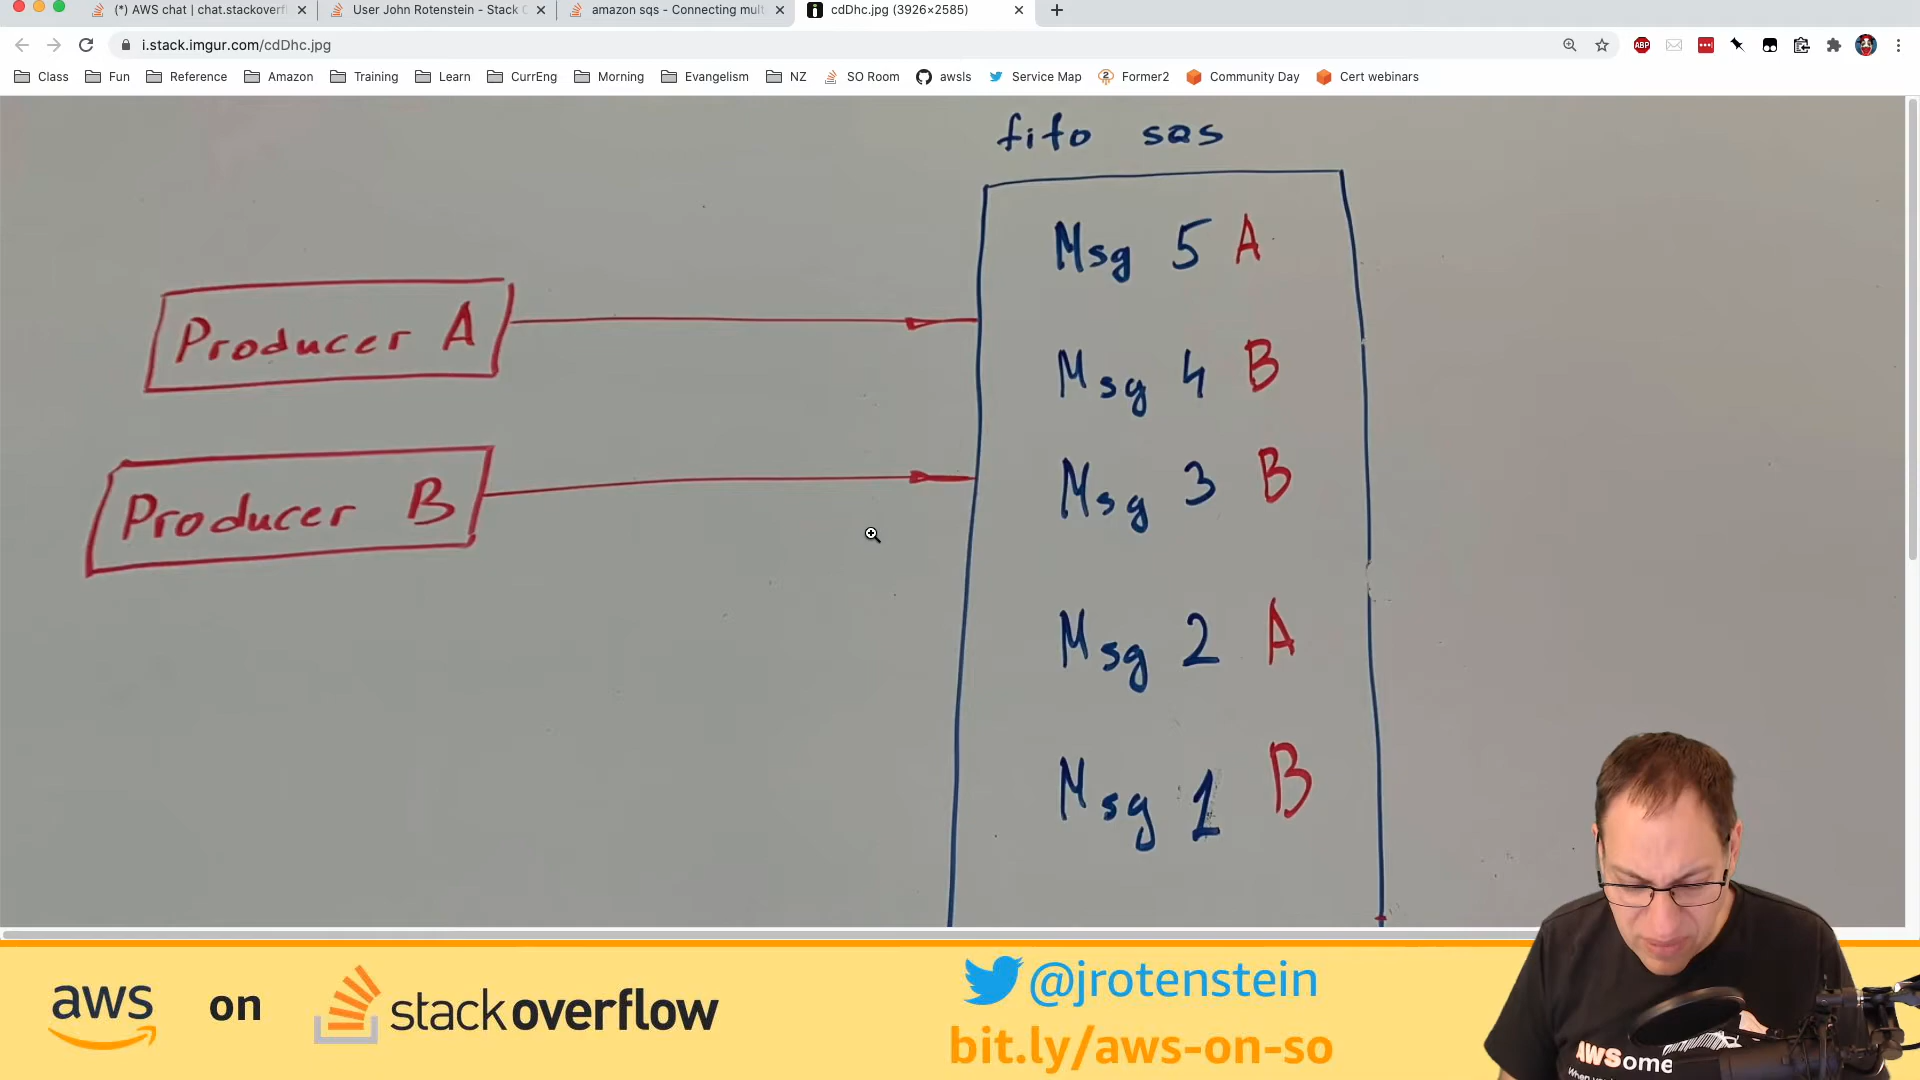 (*) AWS chat | chat.stackoverf
User John Rotenstein - Stack O
amazon sqs - Connecting mult
cdDhc.jpg (3926×2585)
i.stack.imgur.com/cdDhc.jpg
ABP
Class
Fun
Reference
Amazon
Training
Learn
CurrEng
Morning
Evangelism
NZ
SO Room
awsls
Service Map
Former2
Community Day
Cert webinars
fifo sqs
Msg 5 A
Producer A
Msg 4 B
Msg 3 B
Producer B
Msg 2 A
Msg 1 B
aws on stackoverflow
@jrotenstein
bit.ly/aws-on-so
AWSome